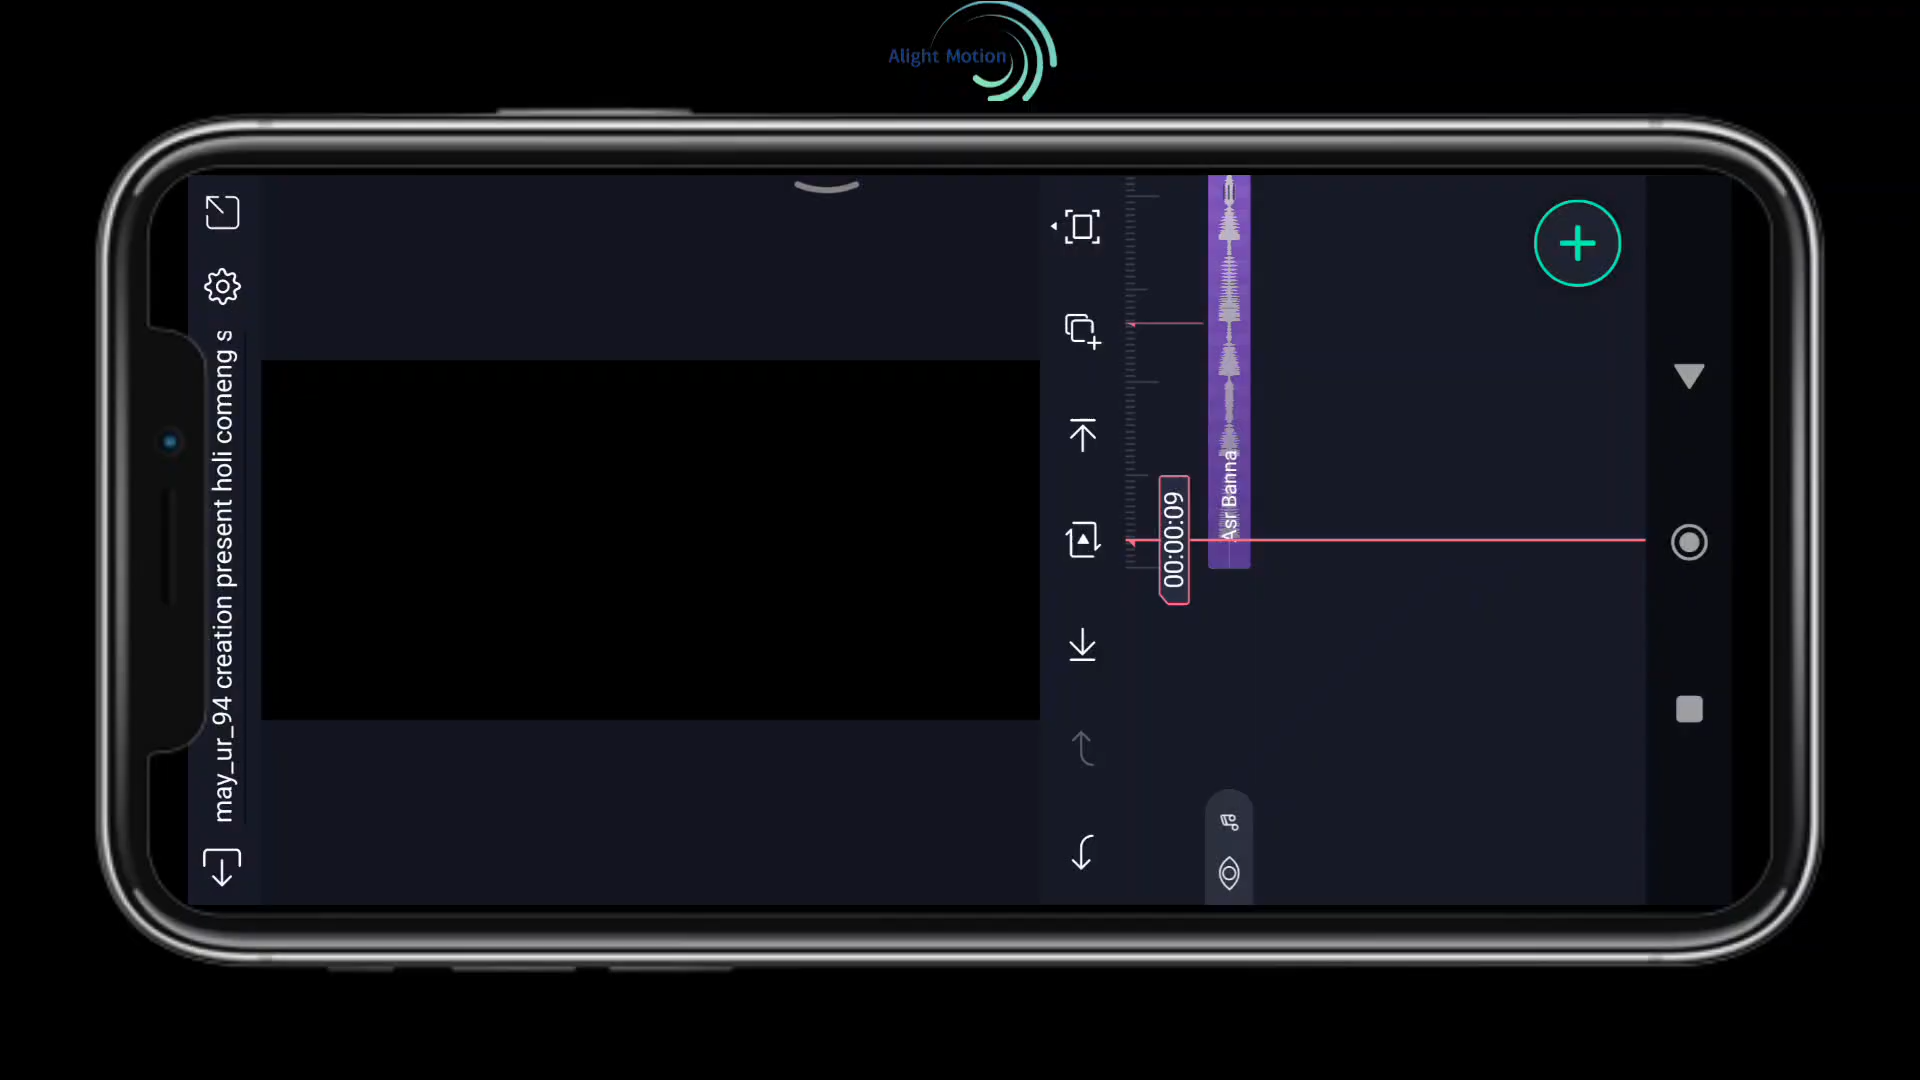 Alight Motion
may_ur_94 creation present holi comeng s
00:00:09
Asr Banna